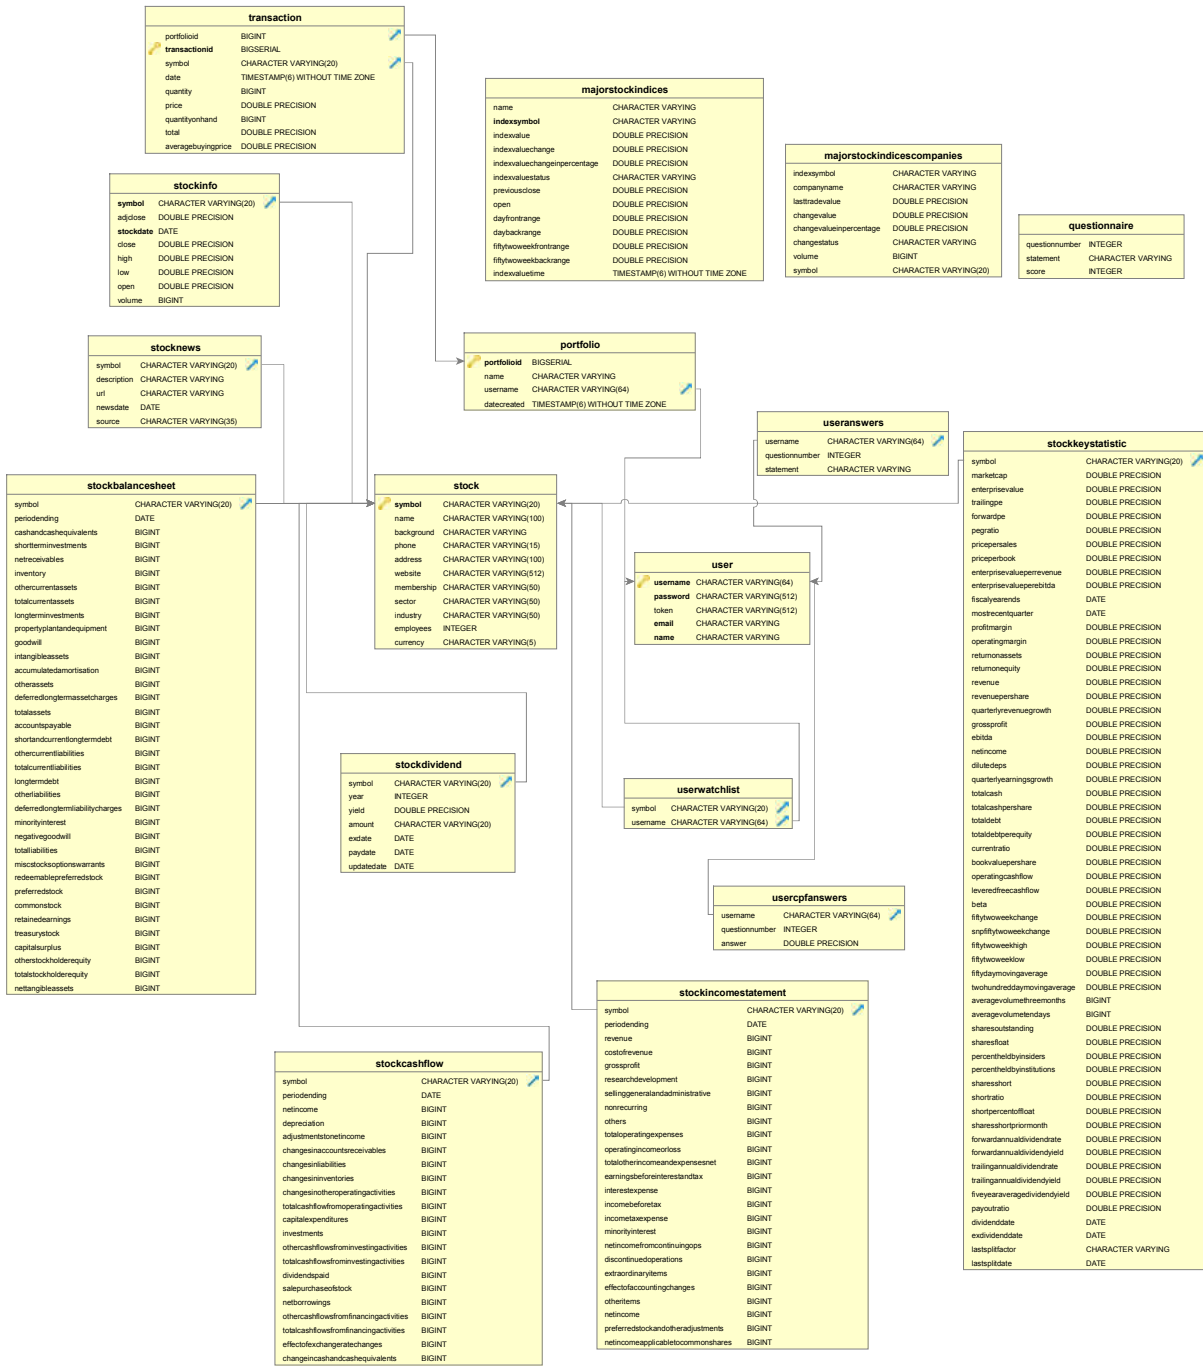 transaction
portfolioid BIGINT
transactionid BIGSERIAL
symbol CHARACTER VARYING(20)
date TIMESTAMP(6) WITHOUT TIME ZONE
quantity BIGINT
price DOUBLE PRECISION
quantityonhand BIGINT
total DOUBLE PRECISION
averagebuyingprice DOUBLE PRECISION
majorstockindices
name CHARACTER VARYING
indexsymbol CHARACTER VARYING
indexvalue DOUBLE PRECISION
indexvaluechange DOUBLE PRECISION
indexvaluechangeinpercentage DOUBLE PRECISION
indexvaluestatus CHARACTER VARYING
previousclose DOUBLE PRECISION
open DOUBLE PRECISION
dayfrontrange DOUBLE PRECISION
daybackrange DOUBLE PRECISION
fiftytwoweekfrontrange DOUBLE PRECISION
fiftytwoweekbackrange DOUBLE PRECISION
indexvaluetime TIMESTAMP(6) WITHOUT TIME ZONE
majorstockindicescompanies
indexsymbol CHARACTER VARYING
companyname CHARACTER VARYING
lasttradevalue DOUBLE PRECISION
changevalue DOUBLE PRECISION
changevalueinpercentage DOUBLE PRECISION
changestatus CHARACTER VARYING
volume BIGINT
symbol CHARACTER VARYING(20)
questionnaire
questionnumber INTEGER
statement CHARACTER VARYING
score INTEGER
stockinfo
symbol CHARACTER VARYING(20)
adjclose DOUBLE PRECISION
stockdate DATE
close DOUBLE PRECISION
high DOUBLE PRECISION
low DOUBLE PRECISION
open DOUBLE PRECISION
volume BIGINT
stocknews
symbol CHARACTER VARYING(20)
description CHARACTER VARYING
url CHARACTER VARYING
newsdate DATE
source CHARACTER VARYING(35)
portfolio
portfolioid BIGSERIAL
name CHARACTER VARYING
username CHARACTER VARYING(64)
datecreated TIMESTAMP(6) WITHOUT TIME ZONE
useranswers
username CHARACTER VARYING(64)
questionnumber INTEGER
statement CHARACTER VARYING
stockkeystatistic
symbol CHARACTER VARYING(20)
marketcap DOUBLE PRECISION
enterprisevalue DOUBLE PRECISION
trailingpe DOUBLE PRECISION
forwardpe DOUBLE PRECISION
pegratio DOUBLE PRECISION
pricepersales DOUBLE PRECISION
priceperbook DOUBLE PRECISION
enterprisevalueperrevenue DOUBLE PRECISION
enterprisevalueperebitda DOUBLE PRECISION
fiscalyearends DATE
mostrecentquarter DATE
profitmargin DOUBLE PRECISION
operatingmargin DOUBLE PRECISION
returnonassets DOUBLE PRECISION
returnonequity DOUBLE PRECISION
revenue DOUBLE PRECISION
revenuepershare DOUBLE PRECISION
quarterlyrevenuegrowth DOUBLE PRECISION
grossprofit DOUBLE PRECISION
ebitda DOUBLE PRECISION
netincome DOUBLE PRECISION
dilutedeps DOUBLE PRECISION
quarterlyearningsgrowth DOUBLE PRECISION
totalcash DOUBLE PRECISION
totalcashpershare DOUBLE PRECISION
totaldebt DOUBLE PRECISION
totaldebtperequity DOUBLE PRECISION
currentratio DOUBLE PRECISION
bookvaluepershare DOUBLE PRECISION
operatingcashflow DOUBLE PRECISION
leveredfreecashflow DOUBLE PRECISION
beta DOUBLE PRECISION
fiftytwoweekchange DOUBLE PRECISION
snpfiftytwoweekchange DOUBLE PRECISION
fiftytwoweekhigh DOUBLE PRECISION
fiftytwoweeklow DOUBLE PRECISION
fiftydaymovingaverage DOUBLE PRECISION
twohundreddaymovingaverage DOUBLE PRECISION
averagevolumethreemonths BIGINT
averagevolumetendays BIGINT
sharesoutstanding DOUBLE PRECISION
sharesfloat DOUBLE PRECISION
percentheldbyinsiders DOUBLE PRECISION
percentheldbyinstitutions DOUBLE PRECISION
sharesshort DOUBLE PRECISION
shortratio DOUBLE PRECISION
shortpercentoffloat DOUBLE PRECISION
sharesshortpriormonth DOUBLE PRECISION
forwardannualdividendrate DOUBLE PRECISION
forwardannualdividendyield DOUBLE PRECISION
trailingannualdividendrate DOUBLE PRECISION
trailingannualdividendyield DOUBLE PRECISION
fiveyearaveragedividendyield DOUBLE PRECISION
payoutratio DOUBLE PRECISION
dividenddate DATE
exdividenddate DATE
lastsplitfactor CHARACTER VARYING
lastsplitdate DATE
stockbalancesheet
symbol CHARACTER VARYING(20)
periodending DATE
cashandcashequivalents BIGINT
shortterminvestments BIGINT
netreceivables BIGINT
inventory BIGINT
othercurrentassets BIGINT
totalcurrentassets BIGINT
longterminvestments BIGINT
propertyplantandequipment BIGINT
goodwill BIGINT
intangibleassets BIGINT
accumulatedamortisation BIGINT
otherassets BIGINT
deferredlongtermassetcharges BIGINT
totalassets BIGINT
accountspayable BIGINT
shortandcurrentlongtermdebt BIGINT
othercurrentliabilities BIGINT
totalcurrentliabilities BIGINT
longtermdebt BIGINT
otherliabilities BIGINT
deferredlongtermliabilitycharges BIGINT
minorityinterest BIGINT
negativegoodwill BIGINT
totalliabilities BIGINT
miscstocksoptionswarrants BIGINT
redeemablepreferredstock BIGINT
preferredstock BIGINT
commonstock BIGINT
retainedearnings BIGINT
treasurystock BIGINT
capitalsurplus BIGINT
otherstockholderequity BIGINT
totalstockholderequity BIGINT
nettangibleassets BIGINT
stock
symbol CHARACTER VARYING(20)
name CHARACTER VARYING(100)
background CHARACTER VARYING
phone CHARACTER VARYING(15)
address CHARACTER VARYING(100)
website CHARACTER VARYING(512)
membership CHARACTER VARYING(50)
sector CHARACTER VARYING(50)
industry CHARACTER VARYING(50)
employees INTEGER
currency CHARACTER VARYING(5)
user
username CHARACTER VARYING(64)
password CHARACTER VARYING(512)
token CHARACTER VARYING(512)
email CHARACTER VARYING
name CHARACTER VARYING
stockdividend
symbol CHARACTER VARYING(20)
year INTEGER
yield DOUBLE PRECISION
amount CHARACTER VARYING(20)
exdate DATE
paydate DATE
updatedate DATE
userwatchlist
symbol CHARACTER VARYING(20)
username CHARACTER VARYING(64)
usercpfanswers
username CHARACTER VARYING(64)
questionnumber INTEGER
answer DOUBLE PRECISION
stockincomestatement
symbol CHARACTER VARYING(20)
periodending DATE
revenue BIGINT
costofrevenue BIGINT
grossprofit BIGINT
researchdevelopment BIGINT
sellinggeneralandadministrative BIGINT
nonrecurring BIGINT
others BIGINT
totaloperatingexpenses BIGINT
operatingincomeorloss BIGINT
totalotherincomeandexpensesnet BIGINT
earningsbeforeinterestandtax BIGINT
interestexpense BIGINT
incomebeforetax BIGINT
incometaxexpense BIGINT
minorityinterest BIGINT
netincomefromcontinuingops BIGINT
discontinuedoperations BIGINT
extraordinaryitems BIGINT
effectofaccountingchanges BIGINT
otheritems BIGINT
netincome BIGINT
preferredstockandotheradjustments BIGINT
netincomeapplicabletocommonshares BIGINT
stockcashflow
symbol CHARACTER VARYING(20)
periodending DATE
netincome BIGINT
depreciation BIGINT
adjustmentstonetincome BIGINT
changesinaccountsreceivables BIGINT
changesinliabilities BIGINT
changesininventories BIGINT
changesinotheroperatingactivities BIGINT
totalcashflowfromoperatingactivities BIGINT
capitalexpenditures BIGINT
investments BIGINT
othercashflowsfrominvestingactivities BIGINT
totalcashflowsfrominvestingactivities BIGINT
dividendspaid BIGINT
salepurchaseofstock BIGINT
netborrowings BIGINT
othercashflowsfromfinancingactivities BIGINT
totalcashflowsfromfinancingactivities BIGINT
effectofexchangeratechanges BIGINT
changeincashandcashequivalents BIGINT